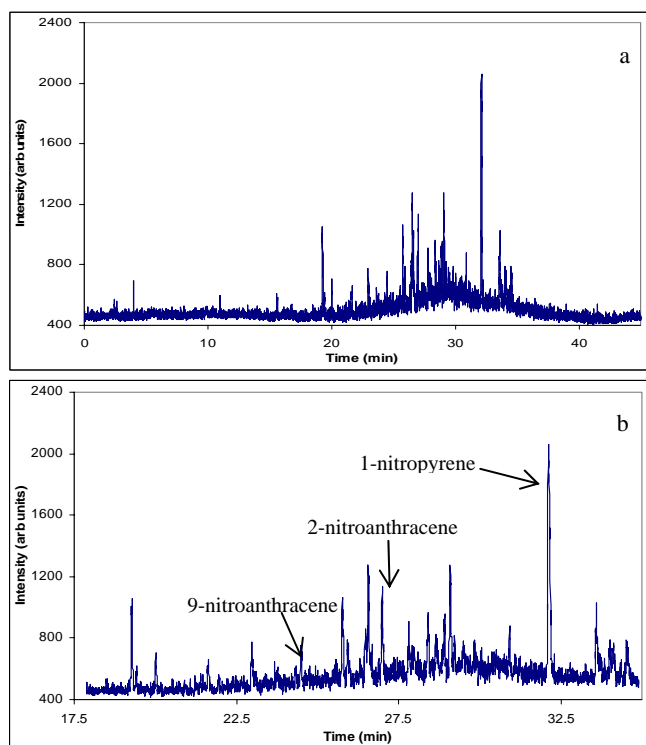 2400
a
2000
1600
1200
800
400
Intensity (arb units)
0
10
20
30
40
Time (min)
2400
b
2000
1-nitropyrene
1600
2-nitroanthracene
1200
9-nitroanthracene
800
400
Intensity (arb units)
17.5
22.5
27.5
32.5
Time (min)